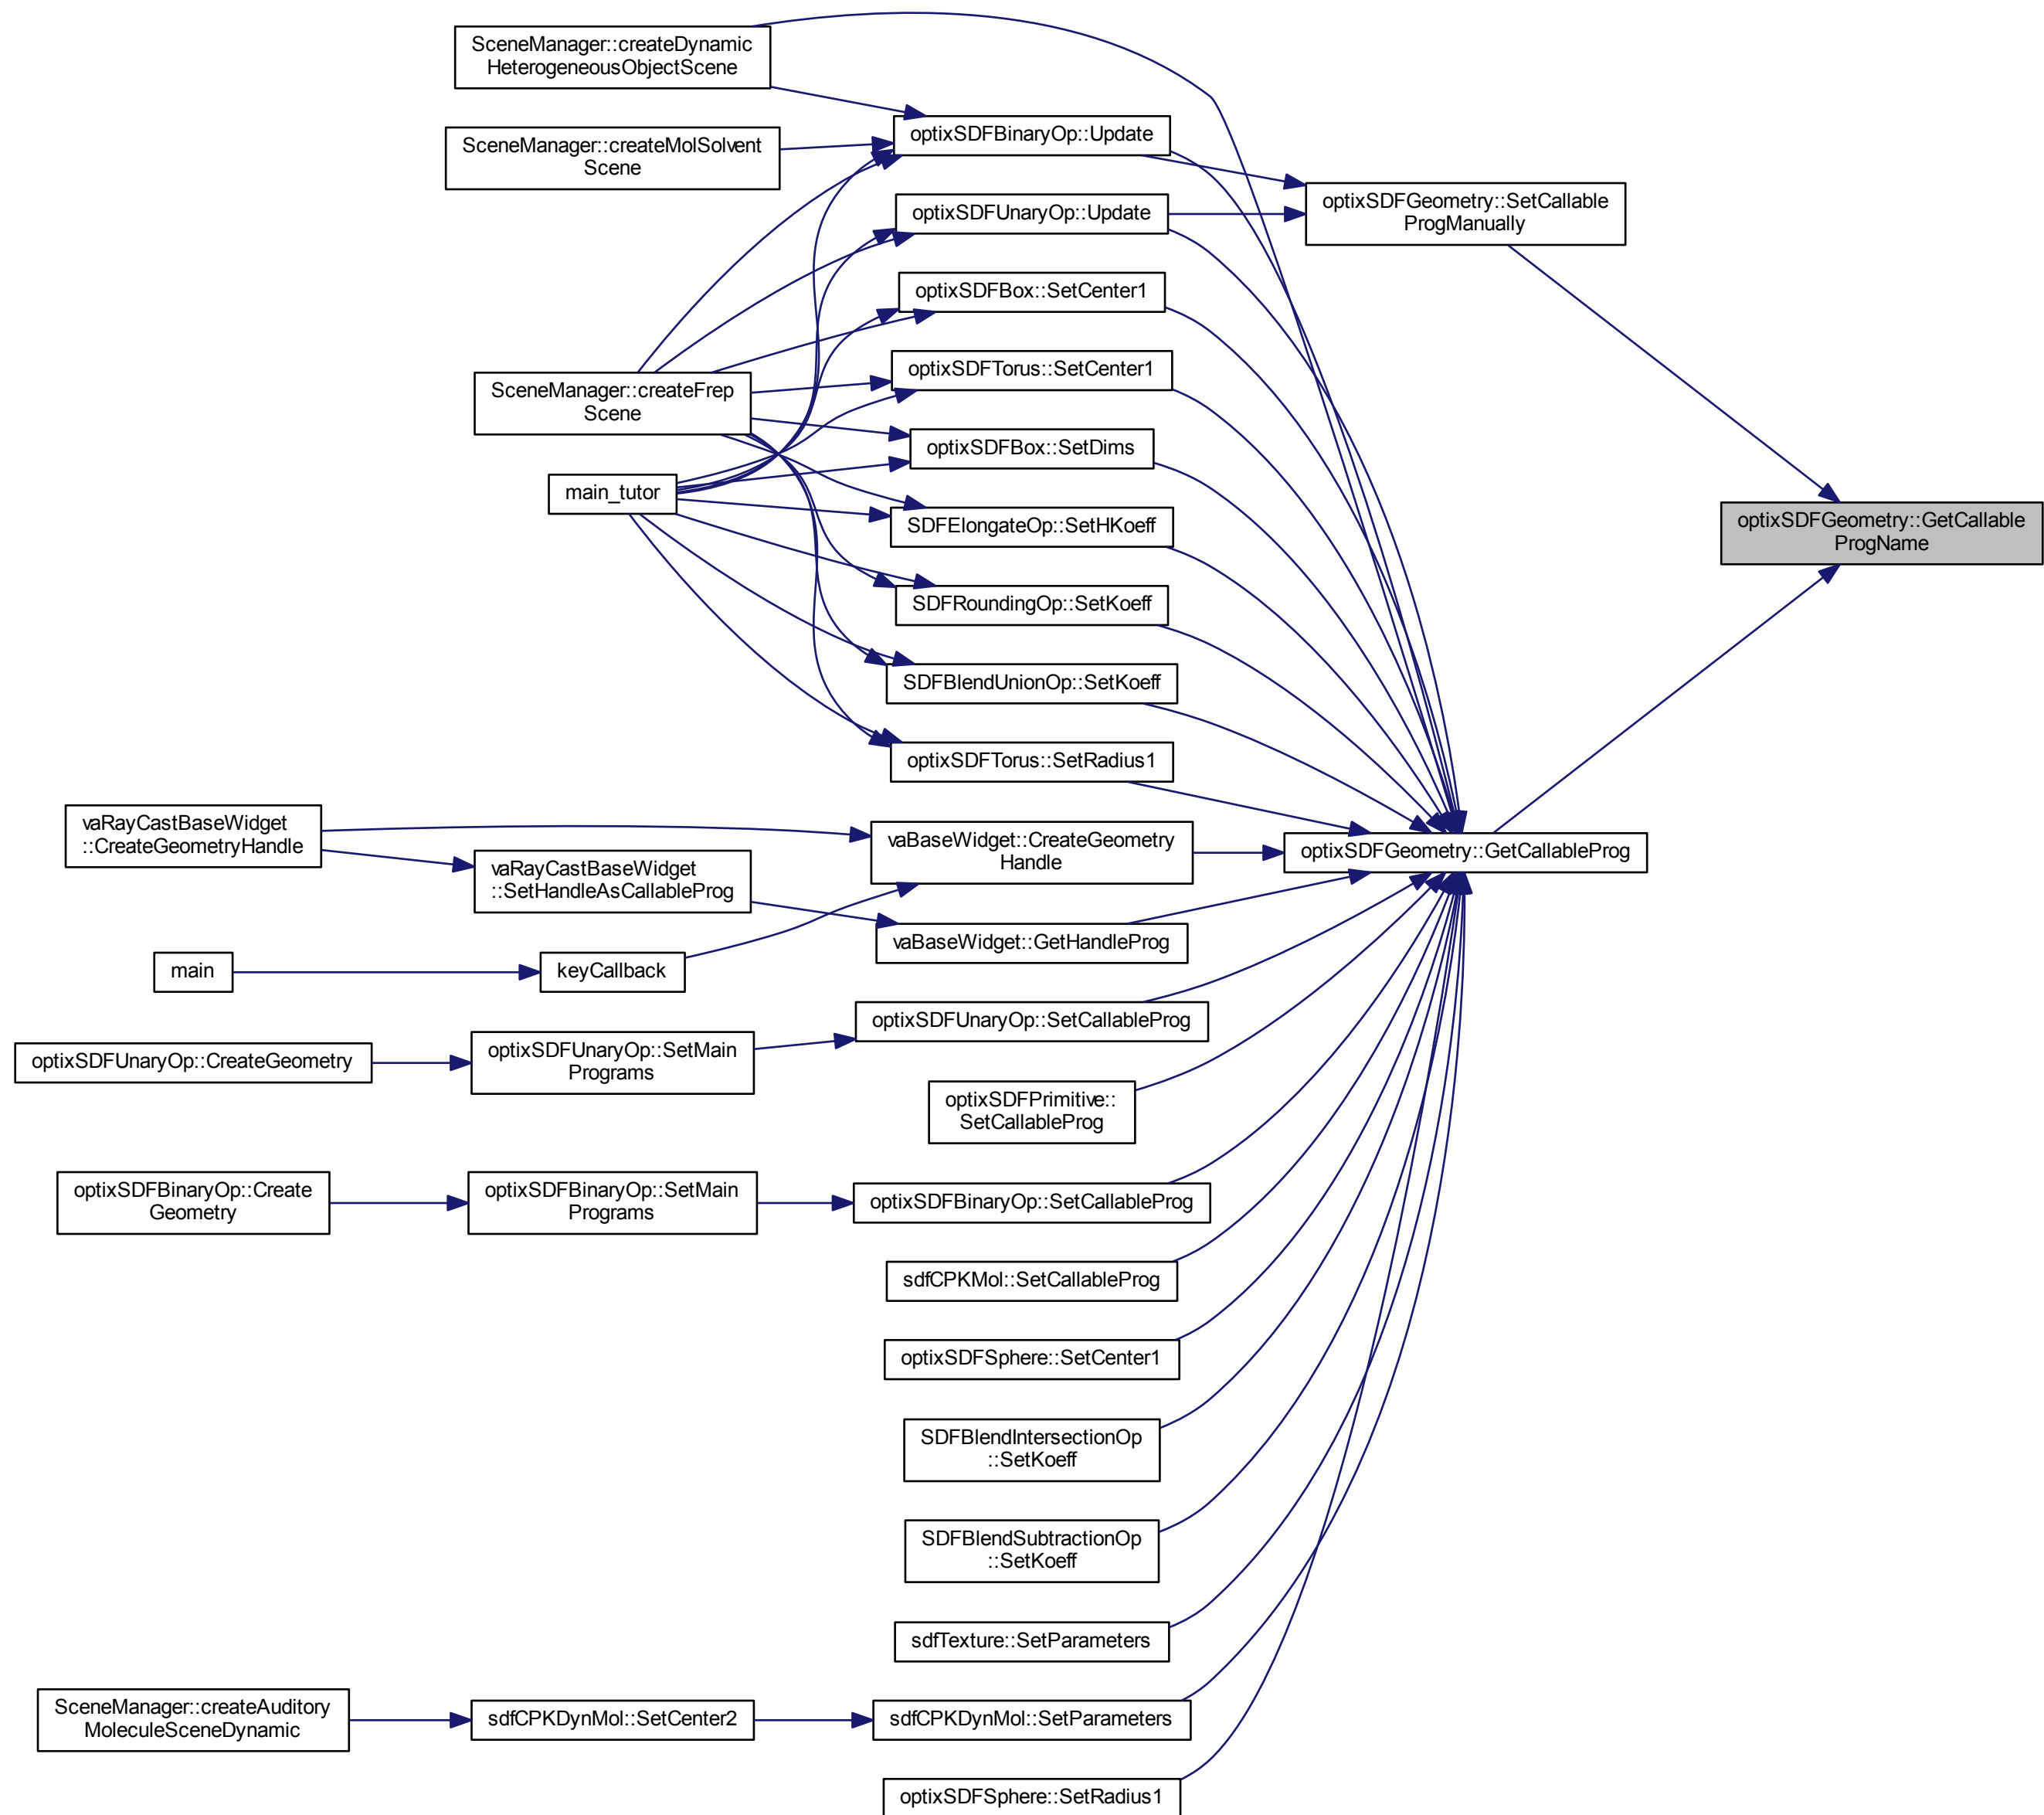 SceneManager::createDynamic
HeterogeneousObjectScene
optixSDFBinaryOp::Update
SceneManager::createMolSolvent
Scene
optixSDFGeometry::SetCallable
ProgManually
optixSDFUnaryOp::Update
optixSDFBox::SetCenter1
optixSDFTorus::SetCenter1
SceneManager::createFrep
Scene
optixSDFBox::SetDims
main_tutor
SDFElongateOp::SetHKoeff
optixSDFGeometry::GetCallable
ProgName
SDFRoundingOp::SetKoeff
SDFBlendUnionOp::SetKoeff
optixSDFTorus::SetRadius1
vaRayCastBaseWidget
::CreateGeometryHandle
vaBaseWidget::CreateGeometry
Handle
optixSDFGeometry::GetCallableProg
vaRayCastBaseWidget
::SetHandleAsCallableProg
vaBaseWidget::GetHandleProg
main
keyCallback
optixSDFUnaryOp::SetCallableProg
optixSDFUnaryOp::CreateGeometry
optixSDFUnaryOp::SetMain
Programs
optixSDFPrimitive::
SetCallableProg
optixSDFBinaryOp::Create
Geometry
optixSDFBinaryOp::SetMain
Programs
optixSDFBinaryOp::SetCallableProg
sdfCPKMol::SetCallableProg
optixSDFSphere::SetCenter1
SDFBlendIntersectionOp
::SetKoeff
SDFBlendSubtractionOp
::SetKoeff
sdfTexture::SetParameters
SceneManager::createAuditory
MoleculeSceneDynamic
sdfCPKDynMol::SetCenter2
sdfCPKDynMol::SetParameters
optixSDFSphere::SetRadius1